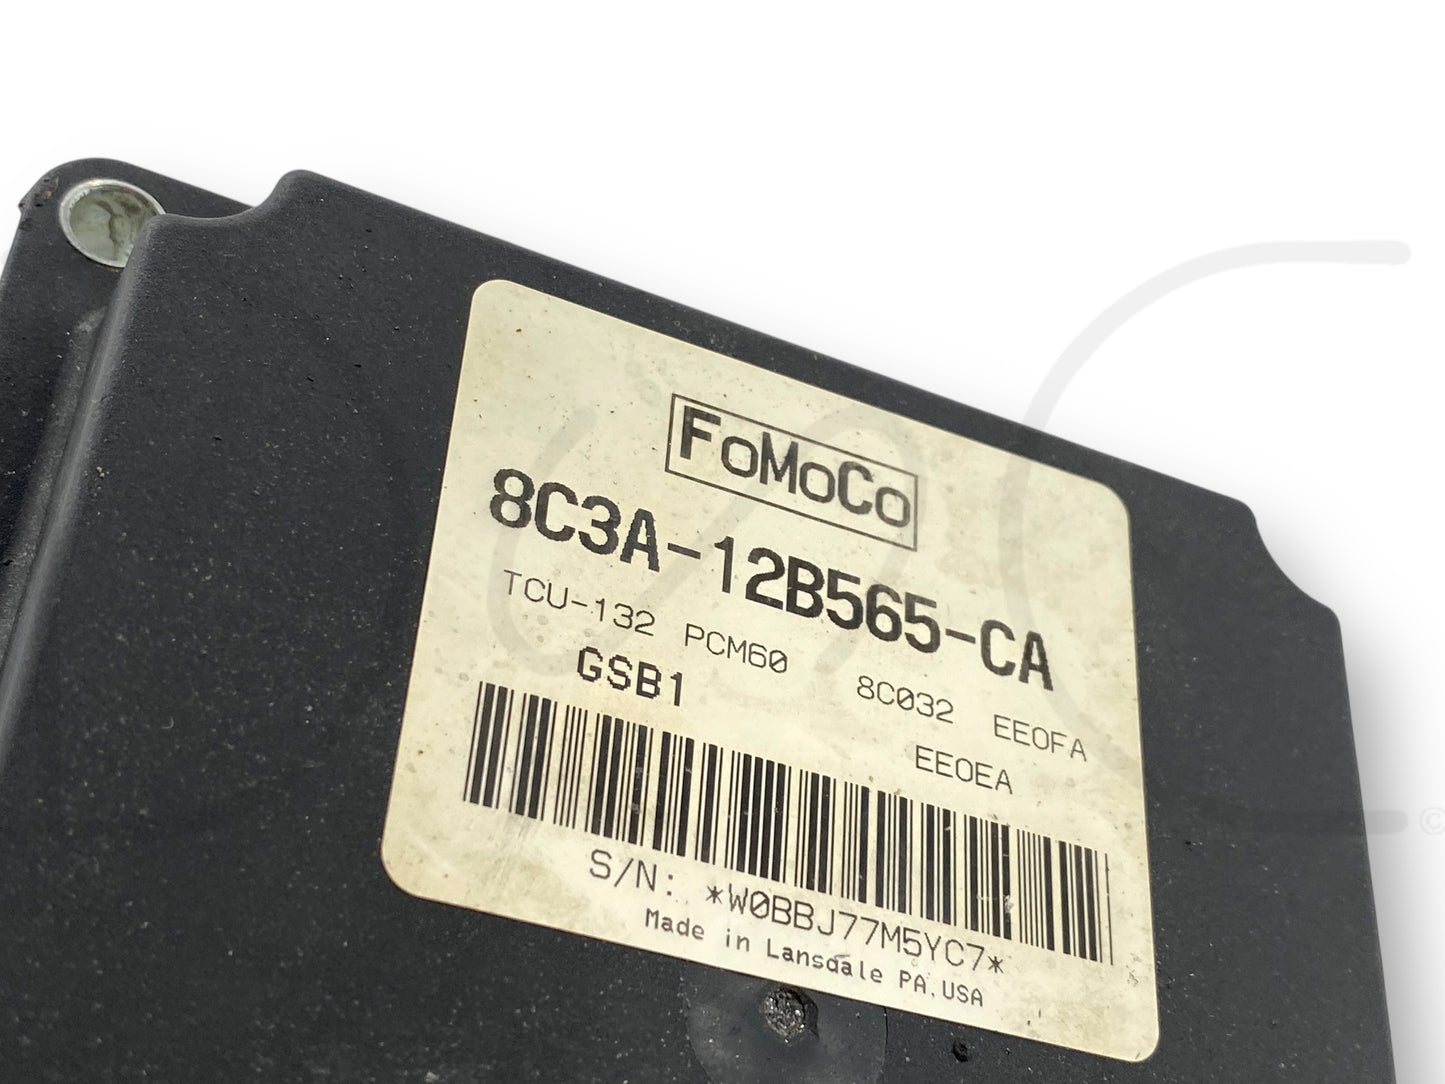 FoMoCo
8C3A-12B565-CA
TCU-132 PCM60 8C032 EE0FA
GSB1 EE0EA
S/N: *W0BBJ77M5YC7*
Made in Lansdale PA,USA
©